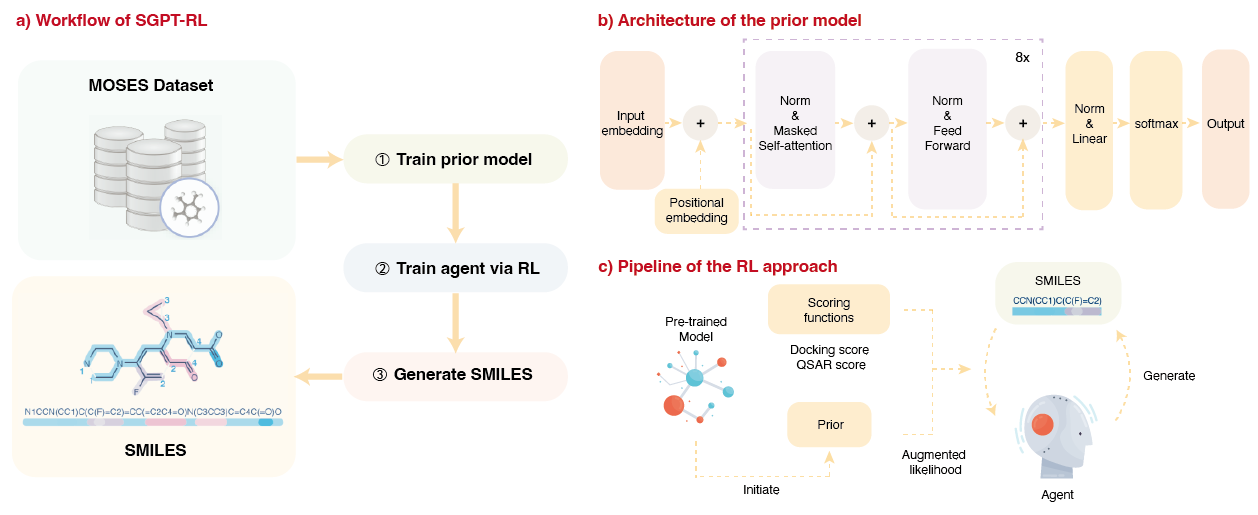 a) Workflow of SGPT-RL
MOSES Dataset
① Train prior model
② Train agent via RL
③ Generate SMILES
3
3
N
4
O
O
N
N
1
1
2
4
O
F
2
N1CCN(CC1)C(C(F)=C2)=CC(=C2C4=O)N(C3CC3)C=C4C(=O)O
SMILES
b) Architecture of the prior model
8x
Input
embedding
+
Positional
embedding
Norm
&
Masked
Self-attention
+
Norm
&
Feed
Forward
+
Norm
&
Linear
softmax
Output
c) Pipeline of the RL approach
Pre-trained
Model
Scoring
functions
Docking score
QSAR score
Prior
Initiate
Augmented
likelihood
SMILES
CCN(CC1)C(C(F)=C2)
Generate
Agent